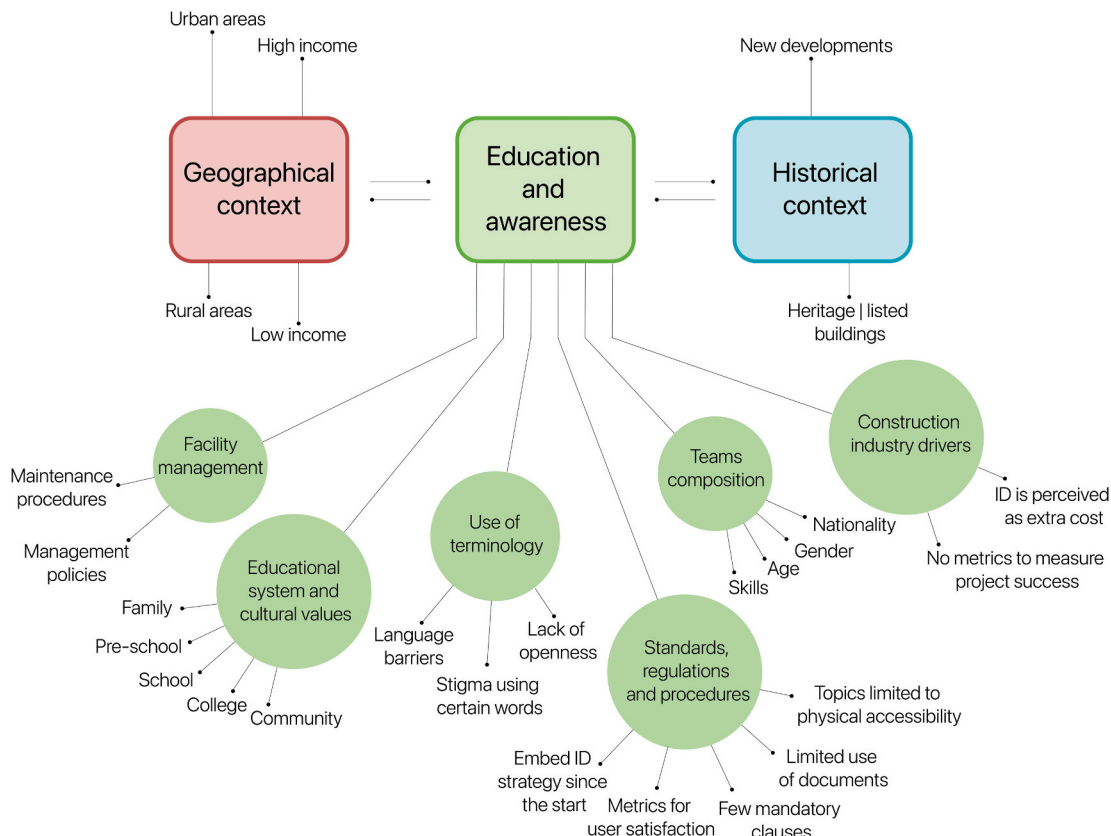 Urban areas
High income
New developments
Geographical
context
Education
and
awareness
Historical
context
Rural areas
Low income
Heritage | listed
buildings
Facility
management
Maintenance
procedures
Management
policies
Educational
system and
cultural values
Family
Pre-school
School
College
Community
Use of
terminology
Language
barriers
Stigma using
certain words
Lack of
openness
Standards,
regulations
and procedures
Embed ID
strategy since
the start
Metrics for
user satisfaction
Few mandatory
clauses
Limited use
of documents
Topics limited to
physical accessibility
Teams
composition
Skills
Age
Gender
Nationality
Construction
industry drivers
ID is perceived
as extra cost
No metrics to measure
project success